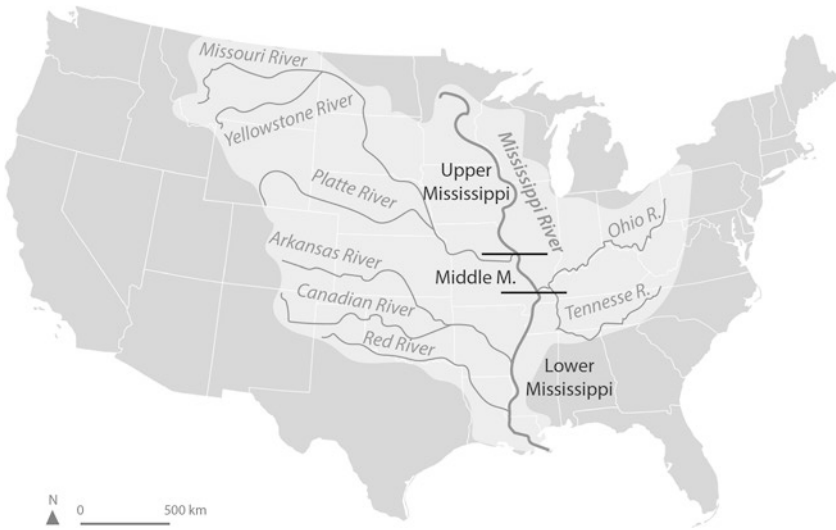 Missouri River
Yellowstone River
Upper
Mississippi
Mississippi River
Platte River
Ohio R.
Arkansas River
Middle M.
Canadian River
Tennesse R.
Red River
Lower
Mississippi
N
0
500 km